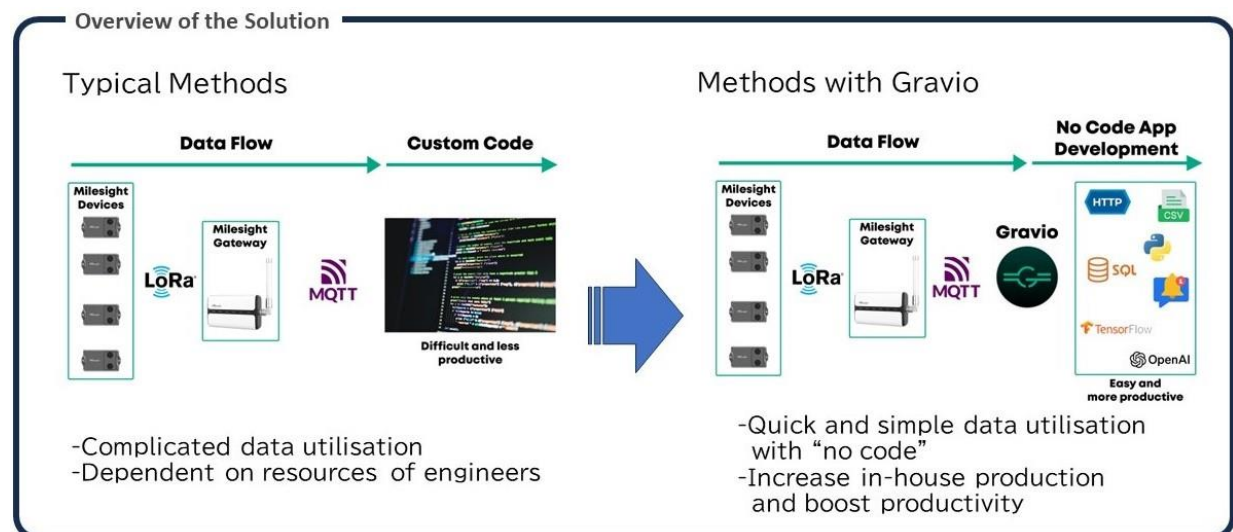 Overview of the Solution
Typical Methods
Data Flow
Custom Code
Milesight
Devices
LoRa
Milesight
Gateway
MQTT
Difficult and less
productive
-Complicated data utilisation
-Dependent on resources of engineers
Methods with Gravio
Data Flow
No Code App
Development
Milesight
Devices
LoRa
Milesight
Gateway
MQTT
Gravio
HTTP
CSV
SQL
TensorFlow
OpenAI
Easy and
more productive
-Quick and simple data utilisation
with “no code”
-Increase in-house production
and boost productivity